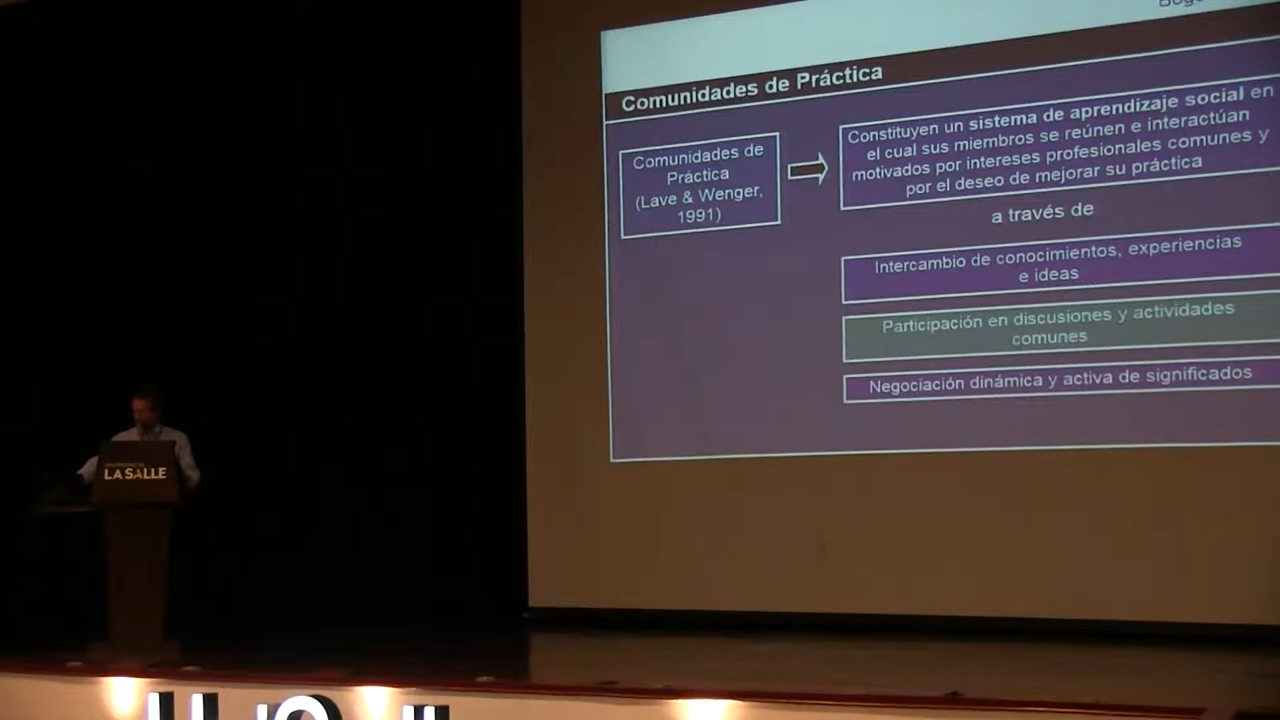 Comunidades de Práctica
Comunidades de
Práctica
(Lave & Wenger,
1991)
Constituyen un sistema de aprendizaje social en
el cual sus miembros se reúnen e interactúan
motivados por intereses profesionales comunes y
por el deseo de mejorar su práctica
a través de
Intercambio de conocimientos, experiencias
e ideas
Participación en discusiones y actividades
comunes
Negociación dinámica y activa de significados
LA SALLE